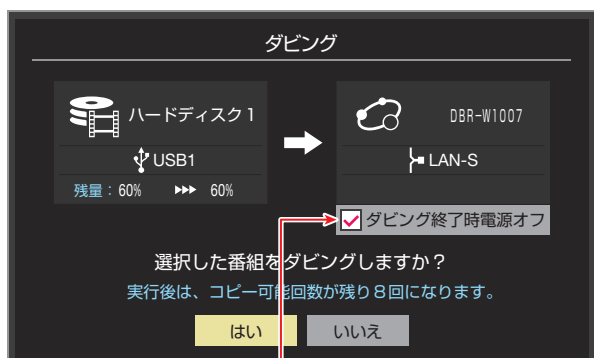 ダビング
ハードディスク1
DBR-W1007
USB1
LAN-S
残量：60% ▸▸▸ 60%
ダビング終了時電源オフ
選択した番組をダビングしますか？
実行後は、コピー可能回数が残り8回になります。
はい
いいえ